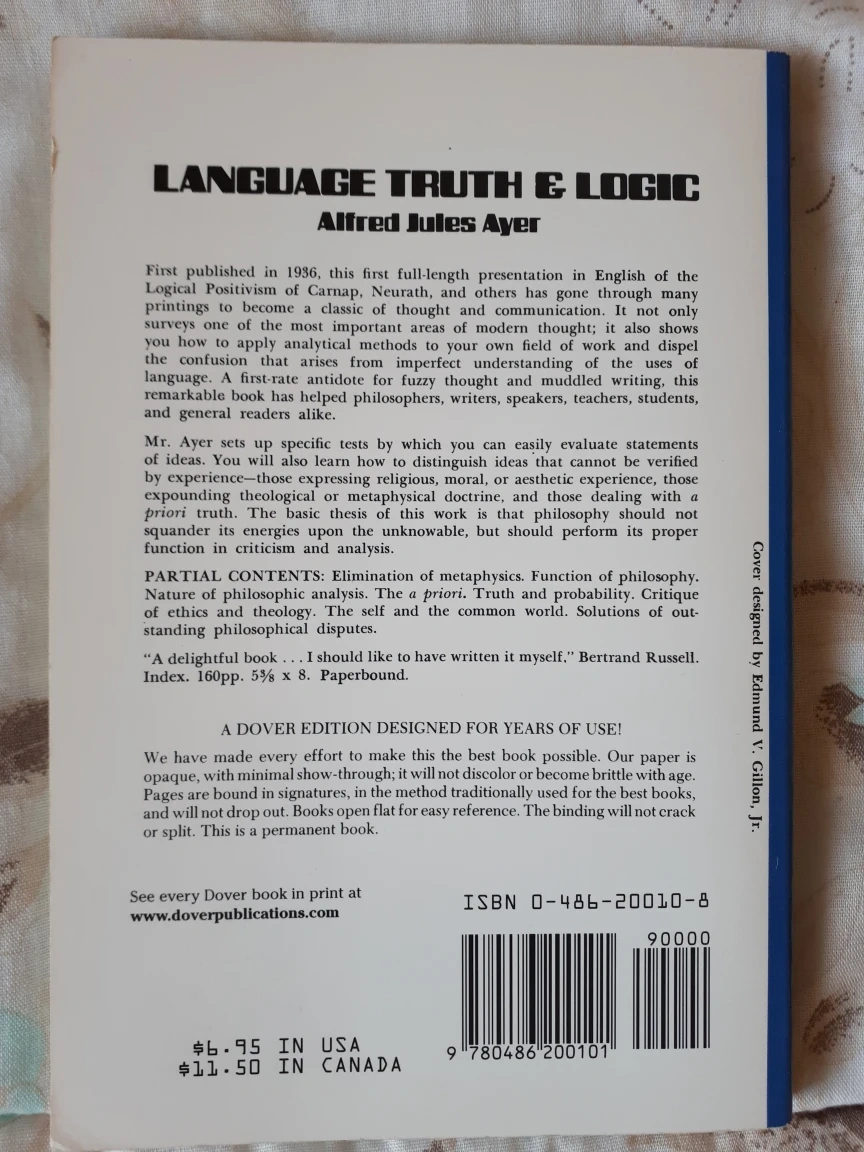 LANGUAGE TRUTH & LOGIC
Alfred Jules Ayer
First published in 1936, this first full-length presentation in English of the
Logical Positivism of Carnap, Neurath, and others has gone through many
printings to become a classic of thought and communication. It not only
surveys one of the most important areas of modern thought; it also shows
you how to apply analytical methods to your own field of work and dispel
the confusion that arises from imperfect understanding of the uses of
language. A first-rate antidote for fuzzy thought and muddled writing, this
remarkable book has helped philosophers, writers, speakers, teachers, students,
and general readers alike.
Mr. Ayer sets up specific tests by which you can easily evaluate statements
of ideas. You will also learn how to distinguish ideas that cannot be verified
by experience—those expressing religious, moral, or aesthetic experience, those
expounding theological or metaphysical doctrine, and those dealing with a
priori truth. The basic thesis of this work is that philosophy should not
squander its energies upon the unknowable, but should perform its proper
function in criticism and analysis.
PARTIAL CONTENTS: Elimination of metaphysics. Function of philosophy.
Nature of philosophic analysis. The a priori. Truth and probability. Critique
of ethics and theology. The self and the common world. Solutions of out-
standing philosophical disputes.
“A delightful book . . . I should like to have written it myself,” Bertrand Russell.
Index. 160pp. 5⅜ x 8. Paperbound.
A DOVER EDITION DESIGNED FOR YEARS OF USE!
We have made every effort to make this the best book possible. Our paper is
opaque, with minimal show-through; it will not discolor or become brittle with age.
Pages are bound in signatures, in the method traditionally used for the best books,
and will not drop out. Books open flat for easy reference. The binding will not crack
or split. This is a permanent book.
See every Dover book in print at
www.doverpublications.com
ISBN 0-486-20010-8
90000
9 780486 200101
$6.95 IN USA
$11.50 IN CANADA
Cover designed by Edmund V. Gillon, Jr.